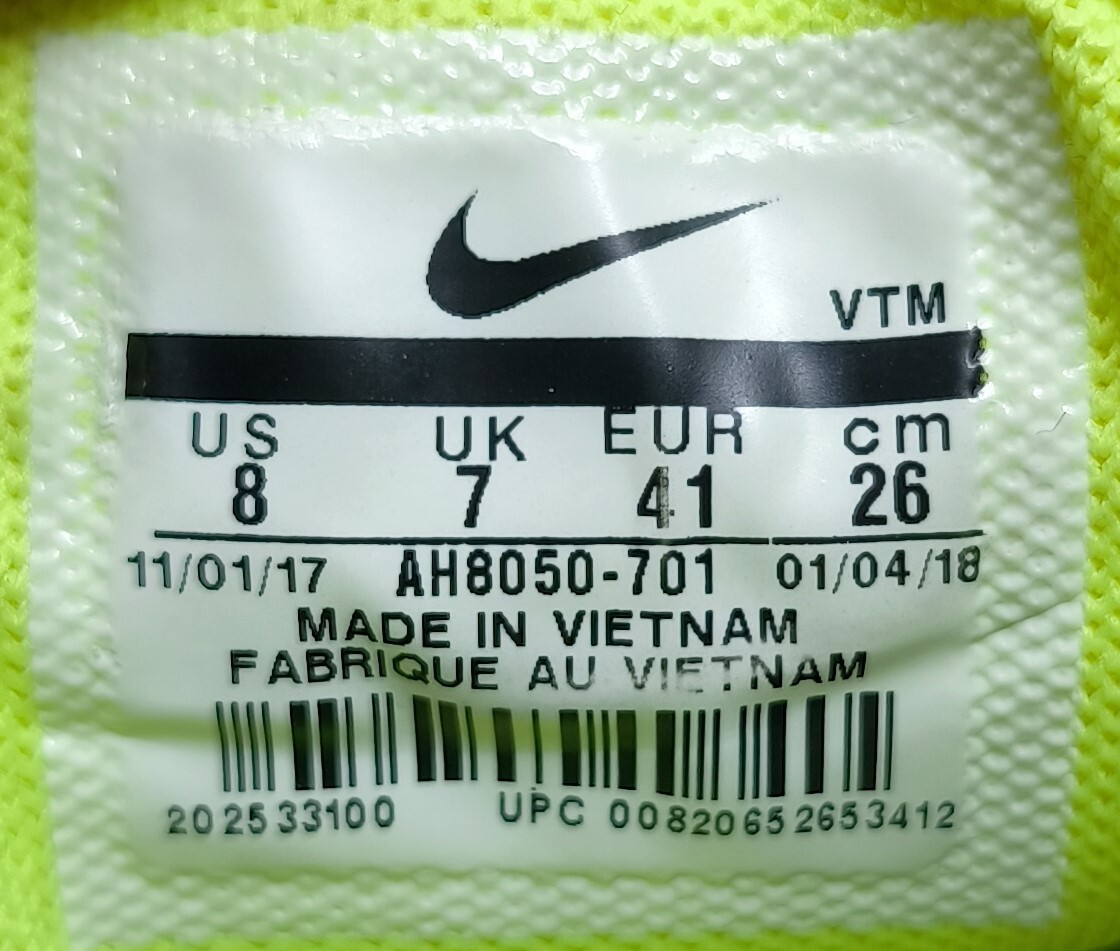 VTM
US UK EUR cm
8 7 41 26
11/01/17 AH8050-701 01/04/18
MADE IN VIETNAM
FABRIQUE AU VIETNAM
202533100 UPC 00820652653412